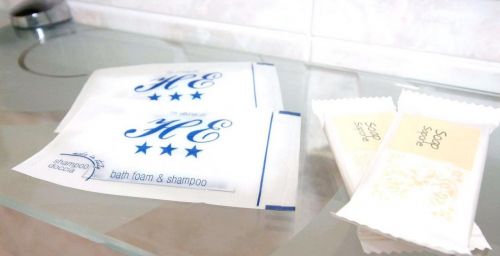 HE
★★★
HE
★★★
shampoo
doccia
bath foam & shampoo
Soap
Sapone
Soap
Sapone